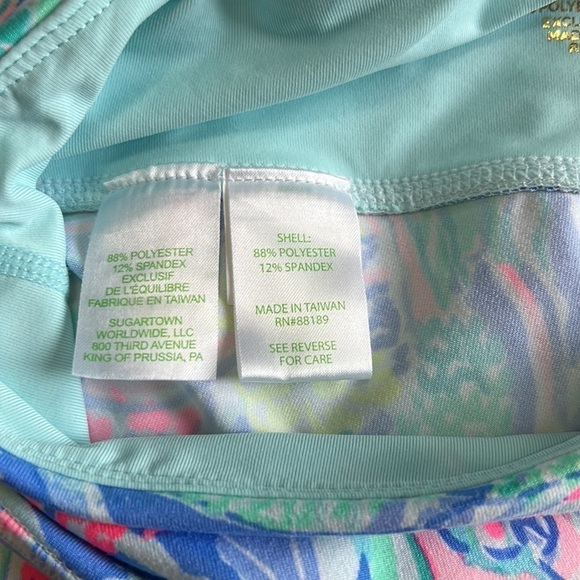 88% POLYESTER
12% SPANDEX
EXCLUSIF
DE L'ÉQUILIBRE
FABRIQUE EN TAIWAN
SUGARTOWN
WORLDWIDE, LLC
800 THIRD AVENUE
KING OF PRUSSIA, PA
SHELL:
88% POLYESTER
12% SPANDEX
MADE IN TAIWAN
RN#88189
SEE REVERSE
FOR CARE